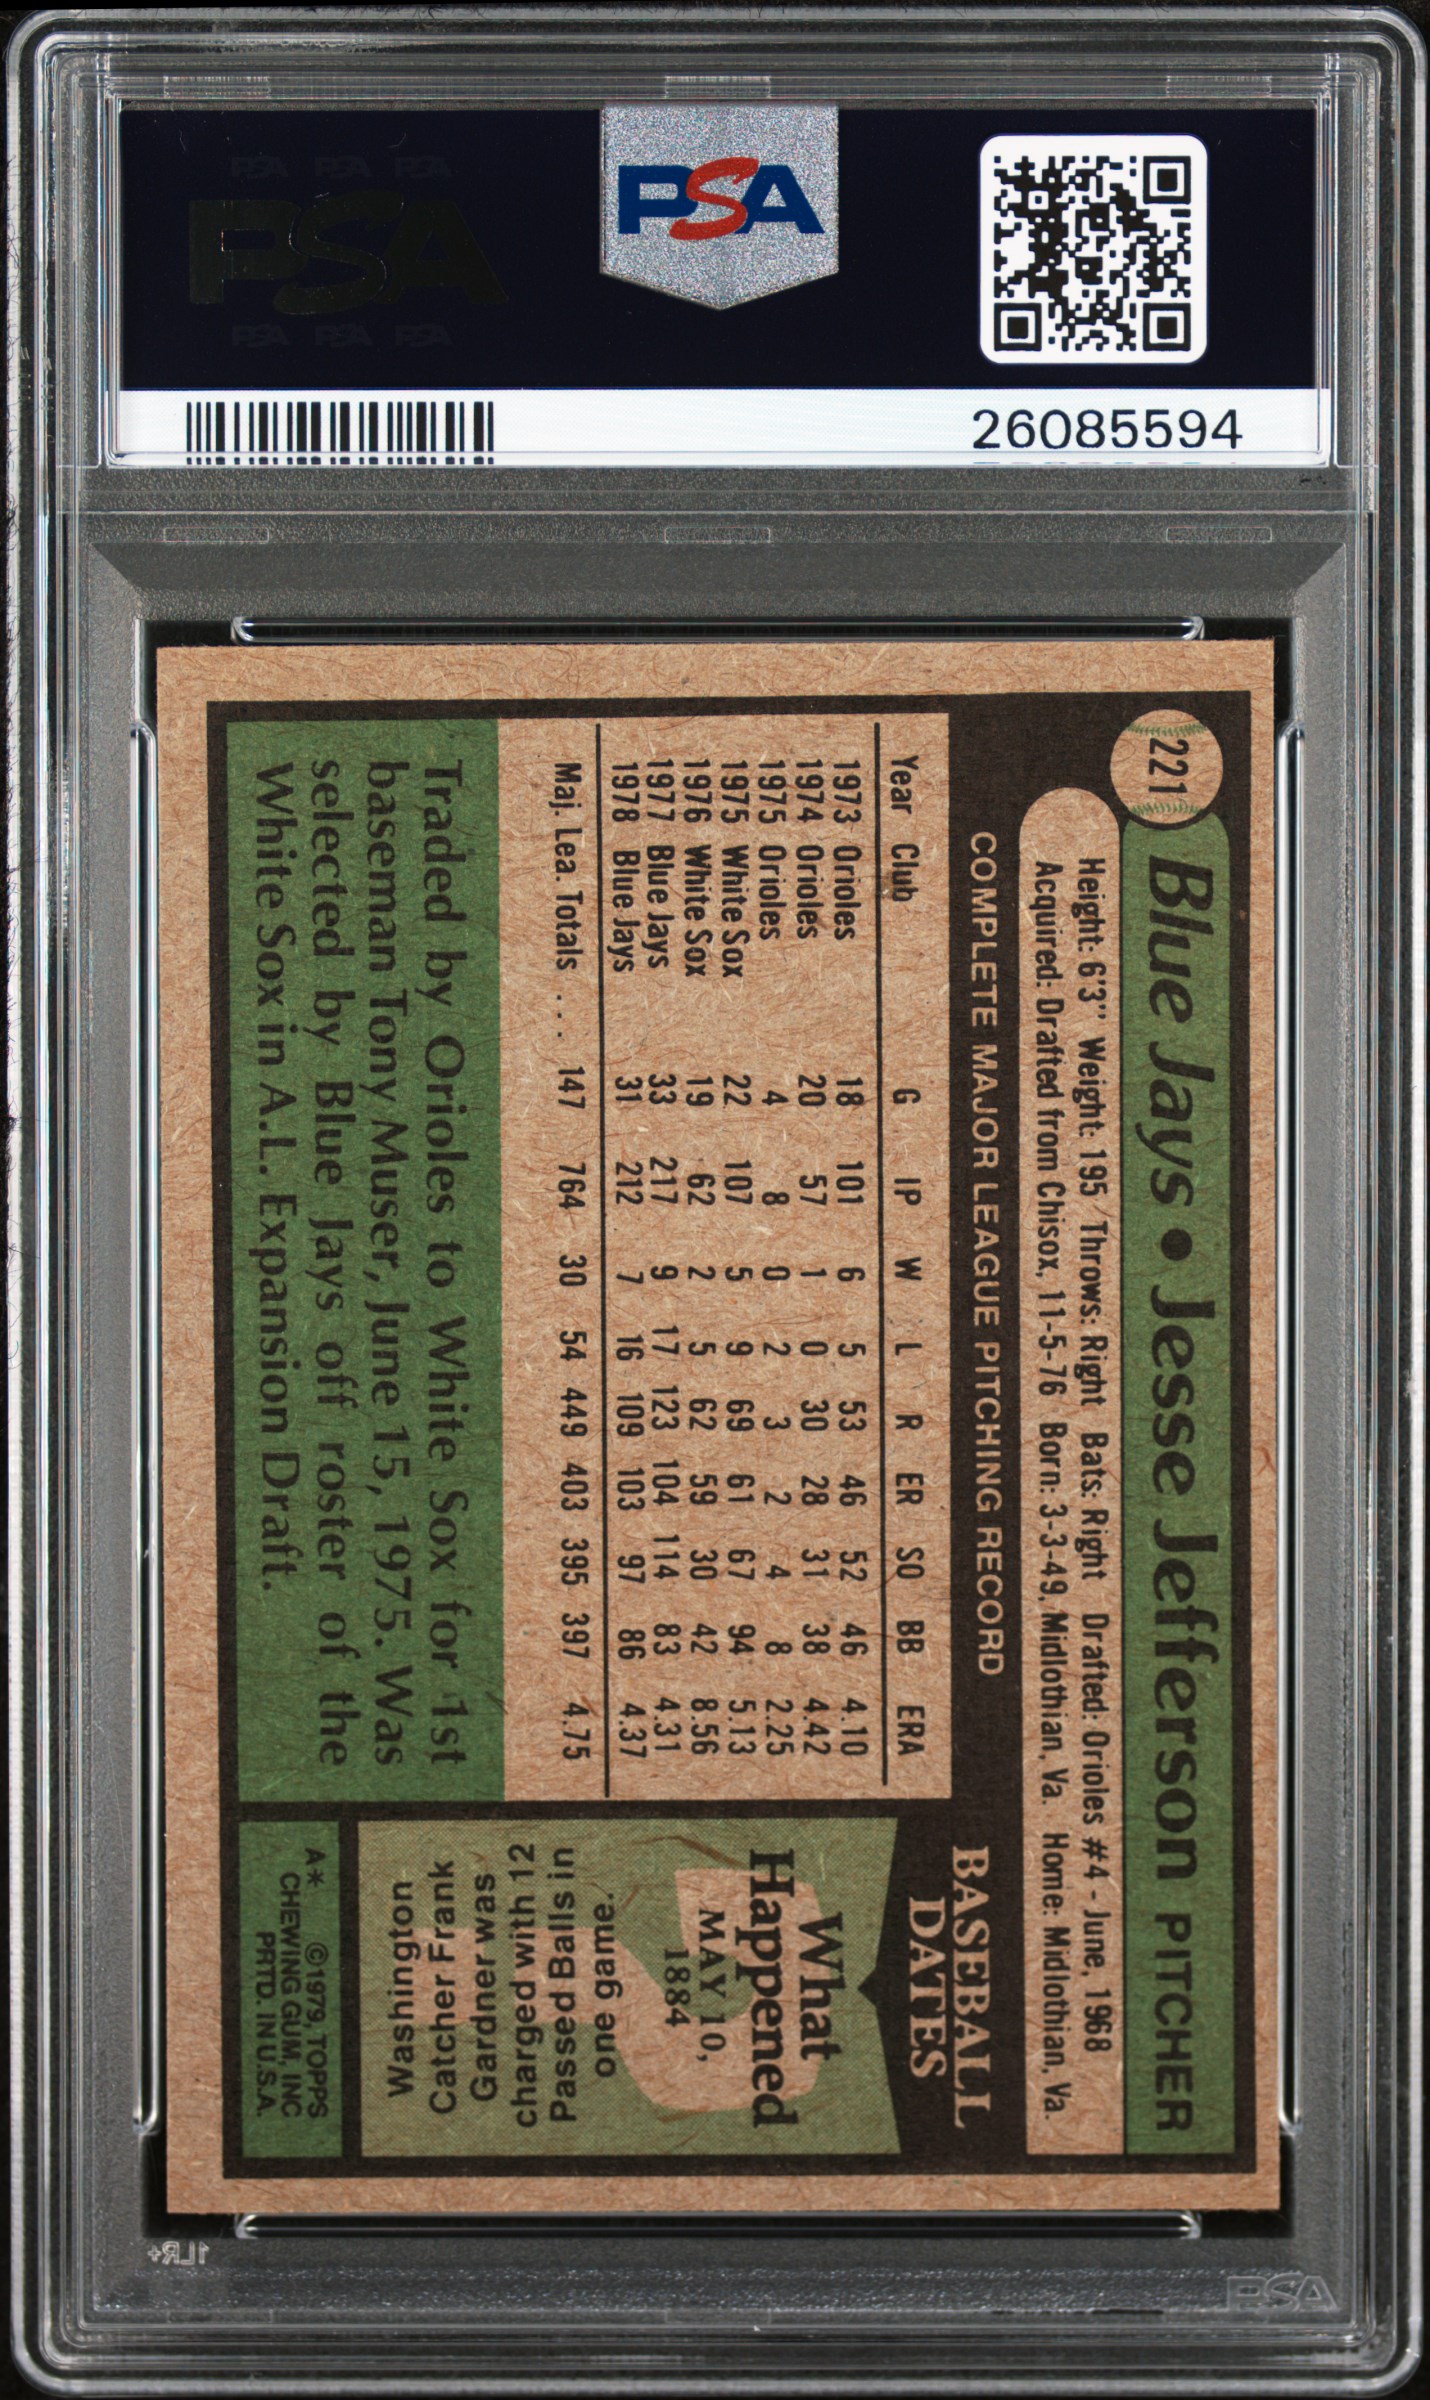 PSA PSA PSA
PSA
PSA PSA PSA
PSA
26085594
221
Blue Jays • Jesse Jefferson PITCHER
Height: 6'3" Weight: 195 Throws: Right Bats: Right Drafted: Orioles #4 - June, 1968
Acquired: Drafted from Chisox, 11-5-76 Born: 3-3-49, Midlothian, Va. Home: Midlothian, Va.
COMPLETE MAJOR LEAGUE PITCHING RECORD
Year Club G IP W L R ER SO BB ERA
1973 Orioles 18 101 6 5 53 46 52 46 4.10
1974 Orioles 20 57 1 0 30 28 31 38 4.42
1975 Orioles 4 8 0 2 3 2 4 8 2.25
1975 White Sox 22 107 5 9 69 61 67 94 5.13
1976 White Sox 19 62 2 5 62 59 30 42 8.56
1977 Blue Jays 33 217 9 17 123 104 114 83 4.31
1978 Blue Jays 31 212 7 16 109 103 97 86 4.37
Maj. Lea. Totals . . . 147 764 30 54 449 403 395 397 4.75
Traded by Orioles to White Sox for 1st
baseman Tony Muser, June 15, 1975. Was
selected by Blue Jays off roster of the
White Sox in A.L. Expansion Draft.
BASEBALL
DATES
What
Happened
MAY 10,
1884
Washington
Catcher Frank
Gardner was
charged with 12
Passed Balls in
one game.
A* ©1979, TOPPS
CHEWING GUM, INC
PRTD. IN U.S.A.
1LR+
PSA